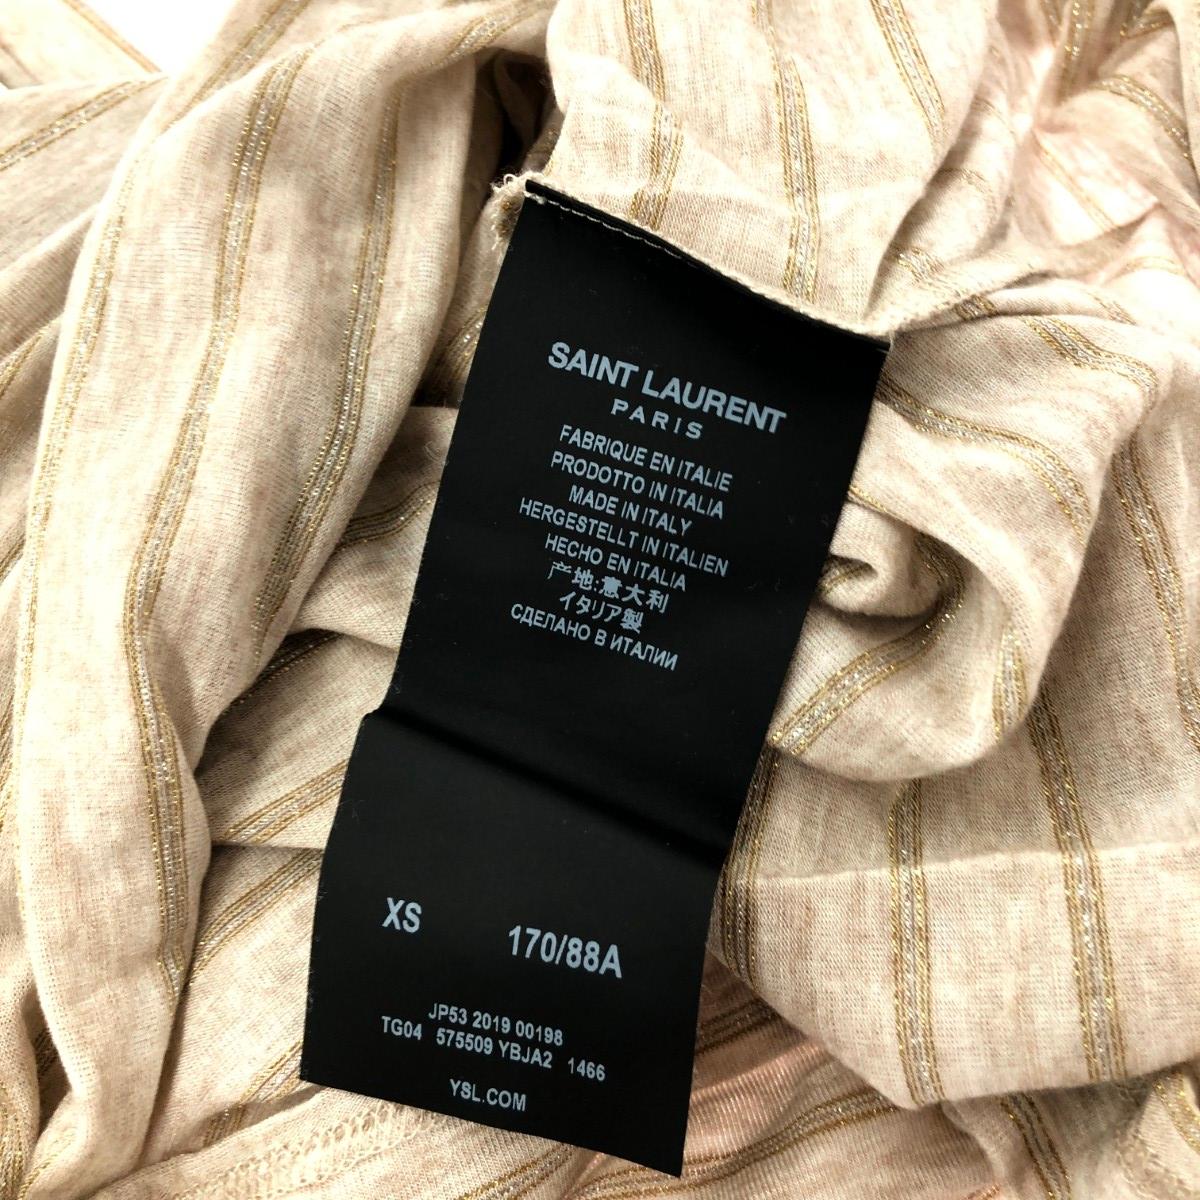 SAINT LAURENT
PARIS
FABRIQUE EN ITALIE
PRODOTTO IN ITALIA
MADE IN ITALY
HERGESTELLT IN ITALIEN
HECHO EN ITALIA
产地:意大利
イタリア製
СДЕЛАНО В ИТАЛИИ
XS 170/88A
JP53 2019 00198
TG04 575509 YBJA2 1466
YSL.COM